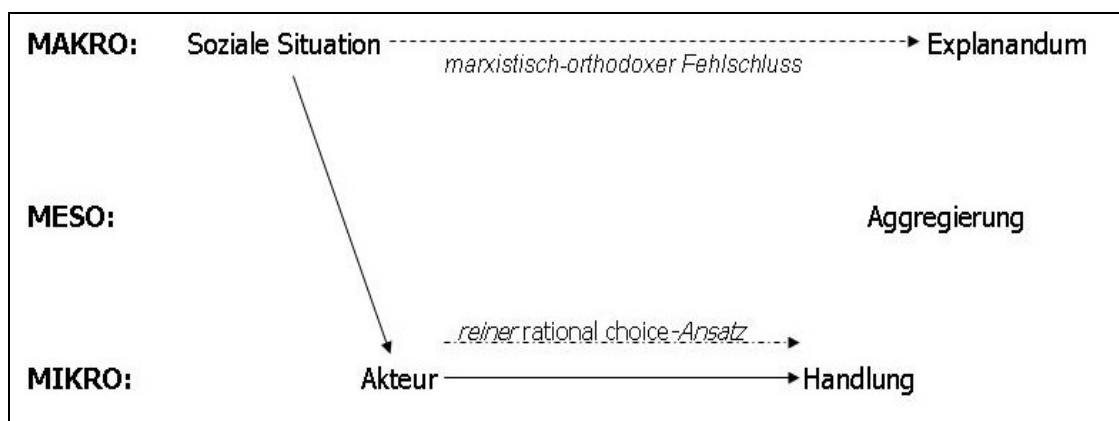 MAKRO: Soziale Situation Explanandum
marxistisch-orthodoxer Fehlschluss
MESO: Aggregierung
reiner rational choice-Ansatz
MIKRO: Akteur Handlung